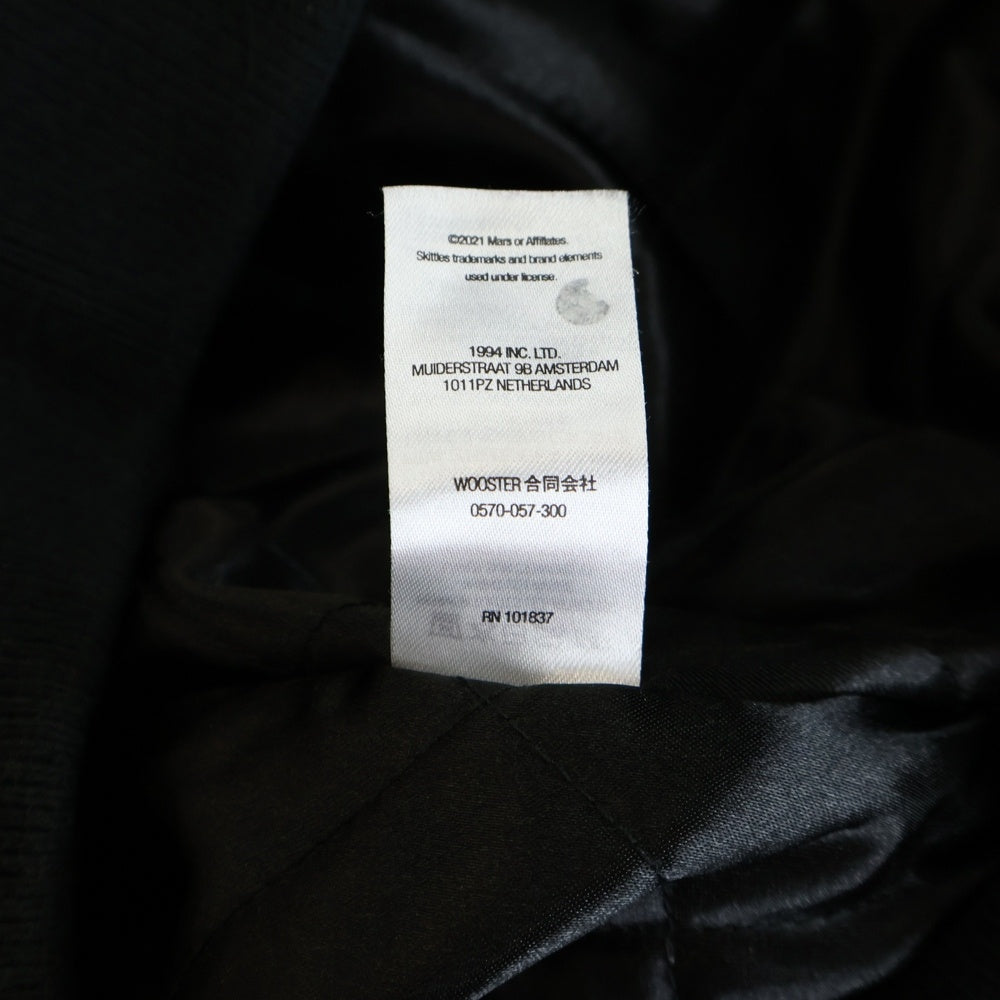 ©2021 Mars or Affiliates.
Skittles trademarks and brand elements
used under license.
1994 INC. LTD.
MUIDERSTRAAT 9B AMSTERDAM
1011PZ NETHERLANDS
WOOSTER 合同会社
0570-057-300
RN 101837